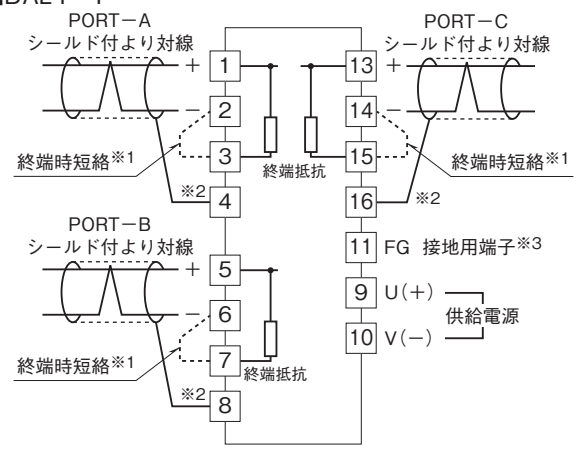 PORT－A
シールド付より対線
+
1
－
2
終端時短絡※1
3
終端抵抗
※2
4
PORT－B
シールド付より対線
+
5
－
6
終端時短絡※1
7
終端抵抗
※2
8
PORT－C
シールド付より対線
13
+
14
－
15
終端時短絡※1
16
※2
11 FG 接地用端子※3
9 U(＋)
供給電源
10 V(－)